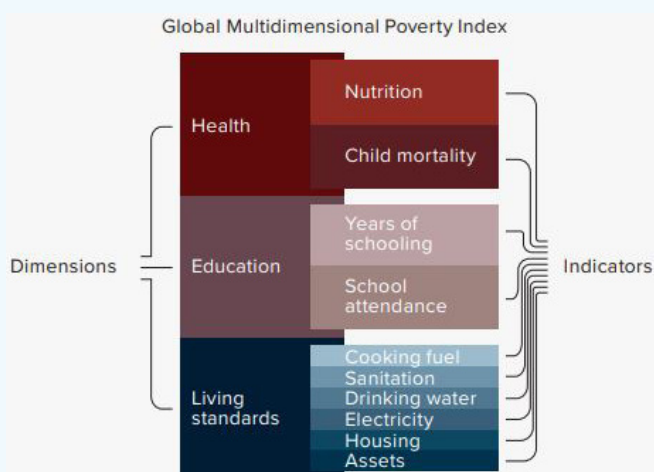 Global Multidimensional Poverty Index
Dimensions
Health
Nutrition
Child mortality
Education
Years of
schooling
School
attendance
Living
standards
Cooking fuel
Sanitation
Drinking water
Electricity
Housing
Assets
Indicators